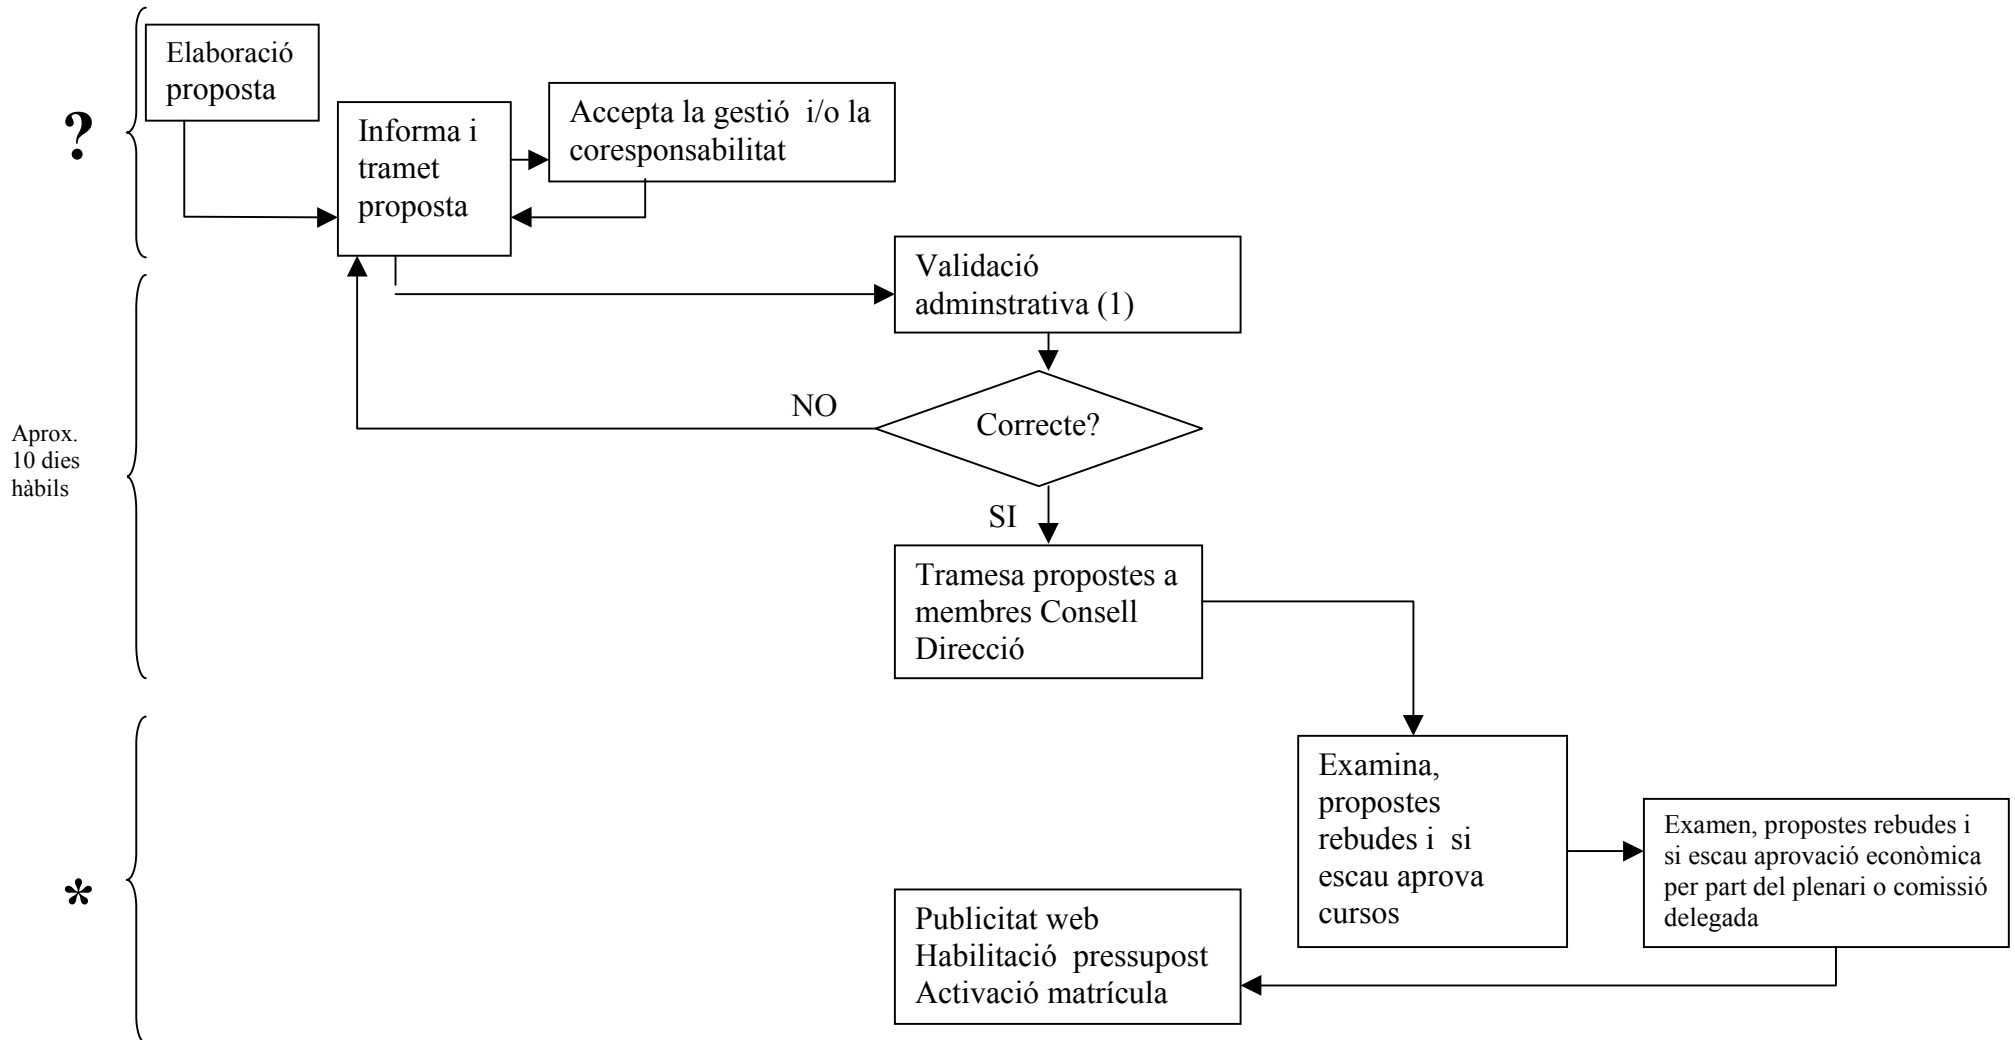 ?
Elaboració
proposta
Informa i
tramet
proposta
Accepta la gestió i/o la
coresponsabilitat
Aprox.
10 dies
hàbils
Validació
adminstrativa (1)
NO
Correcte?
SI
Tramesa propostes a
membres Consell
Direcció
*
Examina,
propostes
rebudes i si
escau aprova
cursos
Examen, propostes rebudes i
si escau aprovació econòmica
per part del plenari o comissió
delegada
Publicitat web
Habilitació pressupost
Activació matrícula